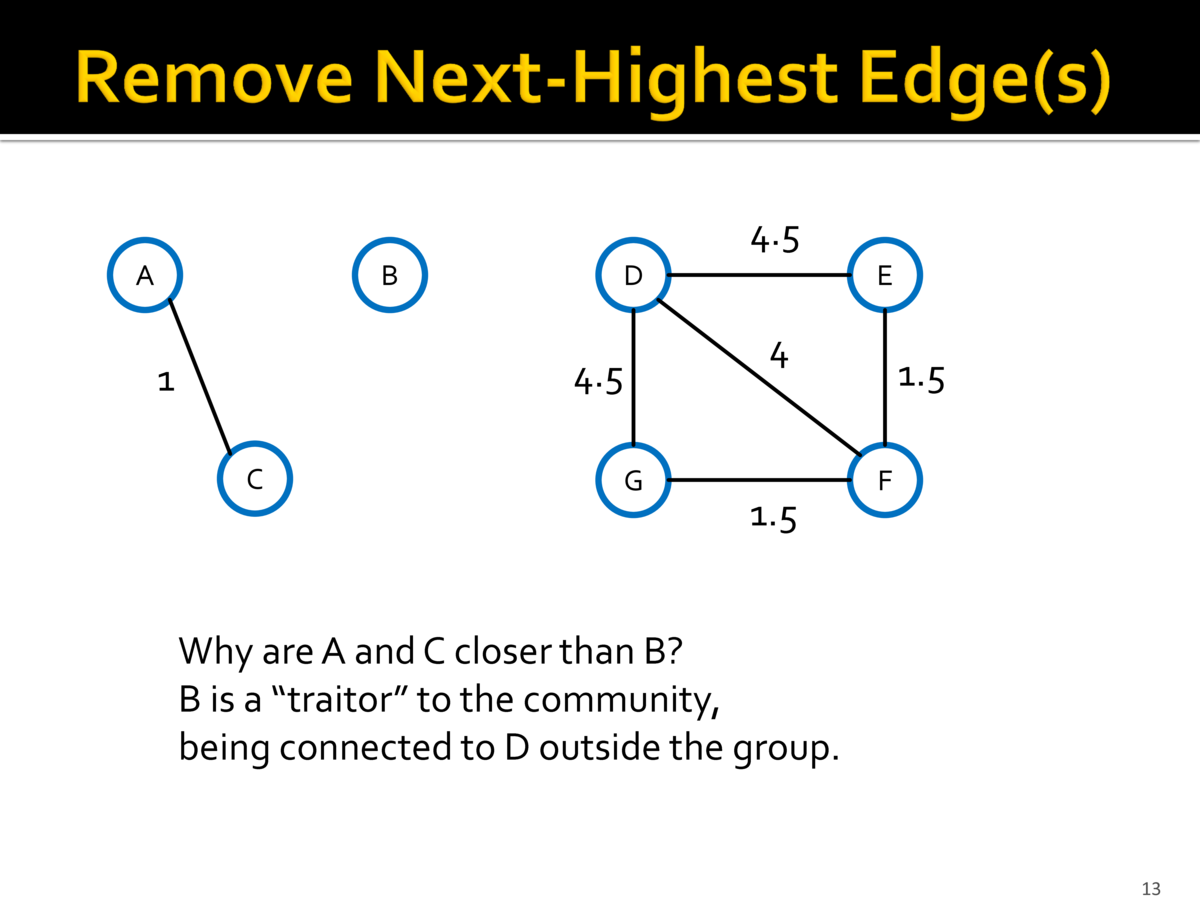 Remove Next-Highest Edge(s)
4.5
A
B
D
E
4
1
4.5
1.5
C
G
F
1.5
Why are A and C closer than B?
B is a “traitor” to the community,
being connected to D outside the group.
13